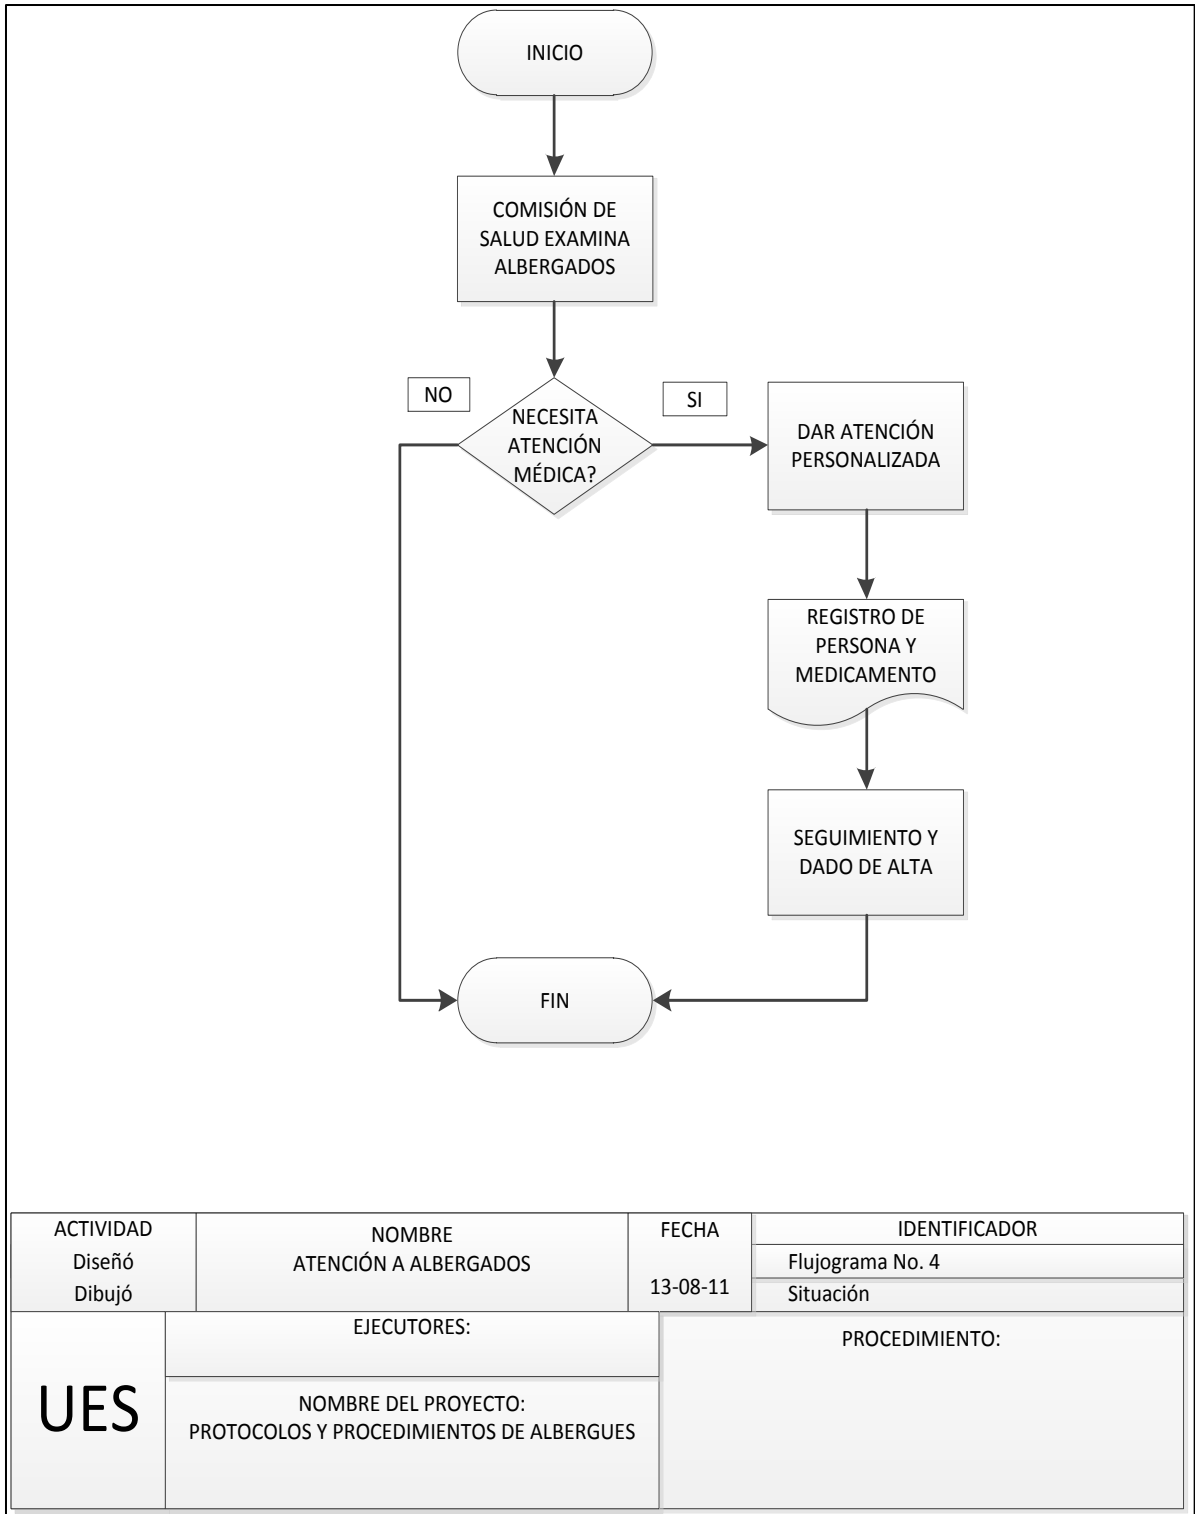 INICIO
COMISIÓN DE
SALUD EXAMINA
ALBERGADOS
NO
SI
NECESITA
ATENCIÓN
MÉDICA?
DAR ATENCIÓN
PERSONALIZADA
REGISTRO DE
PERSONA Y
MEDICAMENTO
SEGUIMIENTO Y
DADO DE ALTA
FIN
ACTIVIDAD
Diseñó
Dibujó
NOMBRE
ATENCIÓN A ALBERGADOS
FECHA
13-08-11
IDENTIFICADOR
Flujograma No. 4
Situación
UES
EJECUTORES:
NOMBRE DEL PROYECTO:
PROTOCOLOS Y PROCEDIMIENTOS DE ALBERGUES
PROCEDIMIENTO: